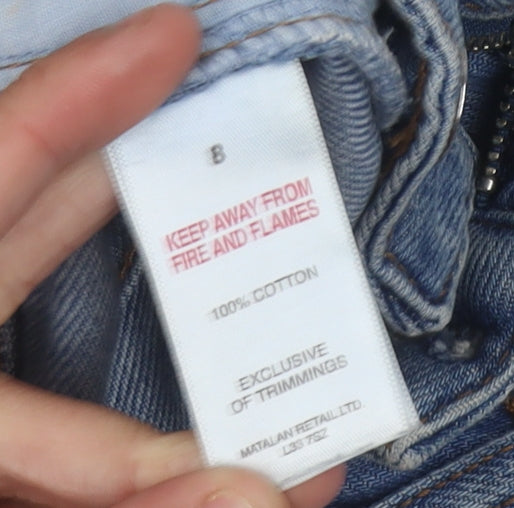 8
KEEP AWAY FROM
FIRE AND FLAMES
100% COTTON
EXCLUSIVE
OF TRIMMINGS
MATALAN RETAIL LTD.
L33 7SZ